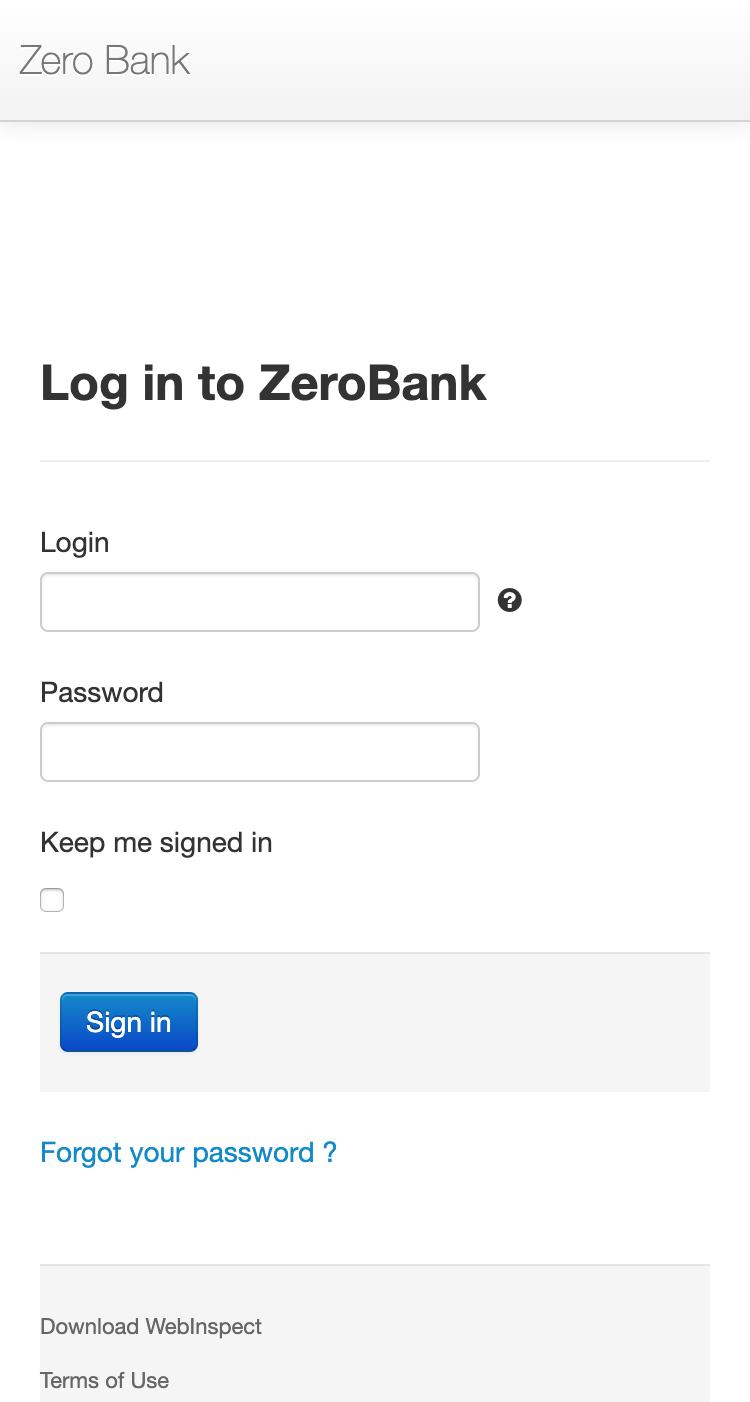 Zero Bank
Log in to ZeroBank
Login
Password
Keep me signed in
Sign in
Forgot your password ?
Download WebInspect
Terms of Use